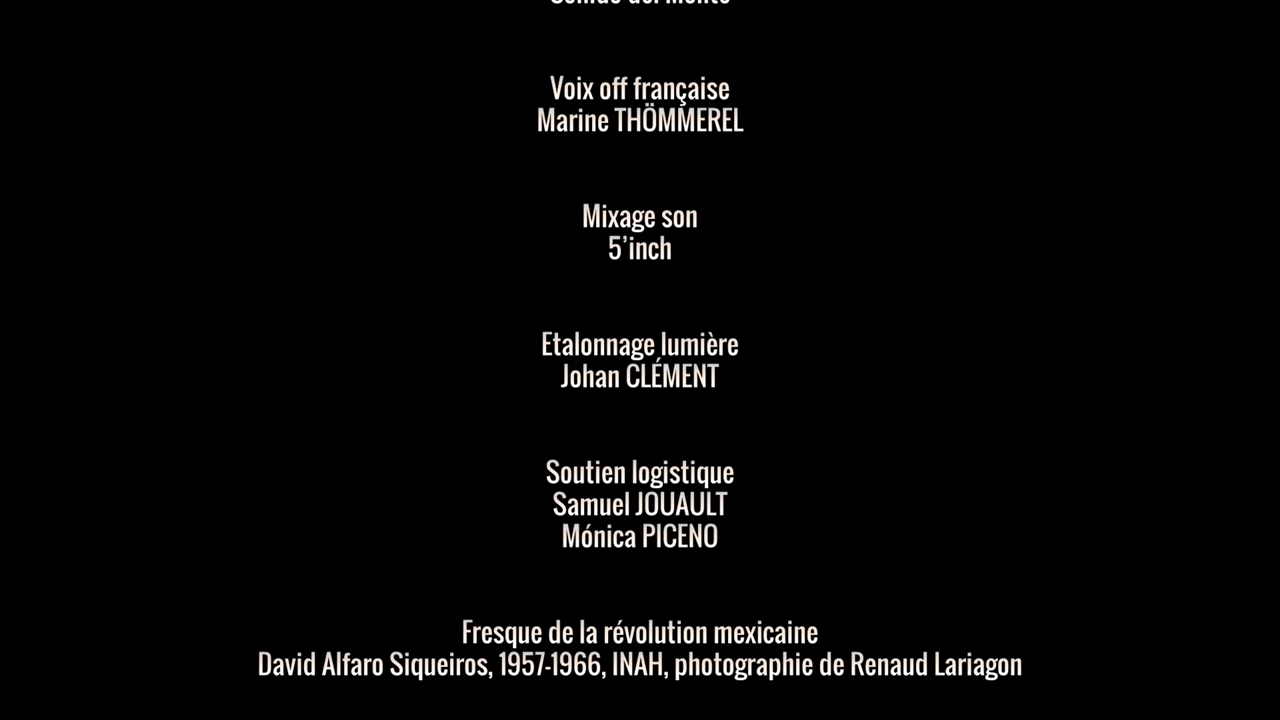 Voix off française
Marine THÖMMEREL
Mixage son
5’inch
Etalonnage lumière
Johan CLÉMENT
Soutien logistique
Samuel JOUAULT
Mónica PICENO
Fresque de la révolution mexicaine
David Alfaro Siqueiros, 1957-1966, INAH, photographie de Renaud Lariagon